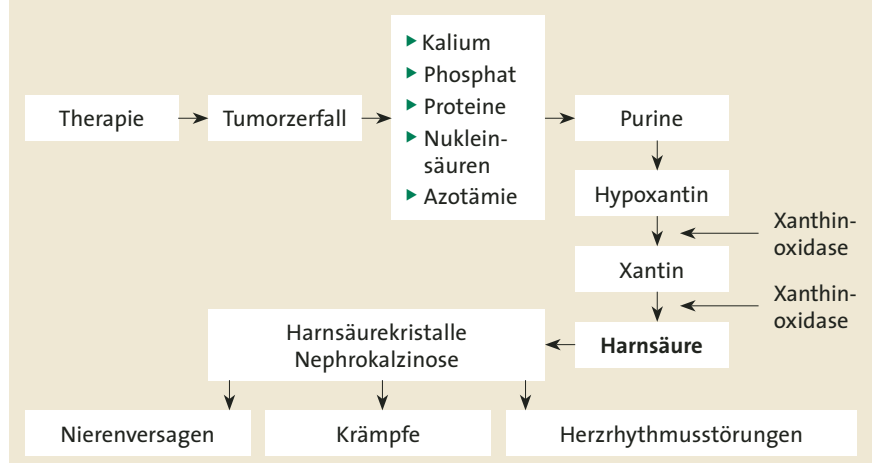 Therapie
Tumorzerfall
▶ Kalium
▶ Phosphat
▶ Proteine
▶ Nuklein-
säuren
▶ Azotämie
Purine
Hypoxantin
Xanthin-
oxidase
Xantin
Xanthin-
oxidase
Harnsäure
Harnsäurekristalle
Nephrokalzinose
Nierenversagen
Krämpfe
Herzrhythmusstörungen